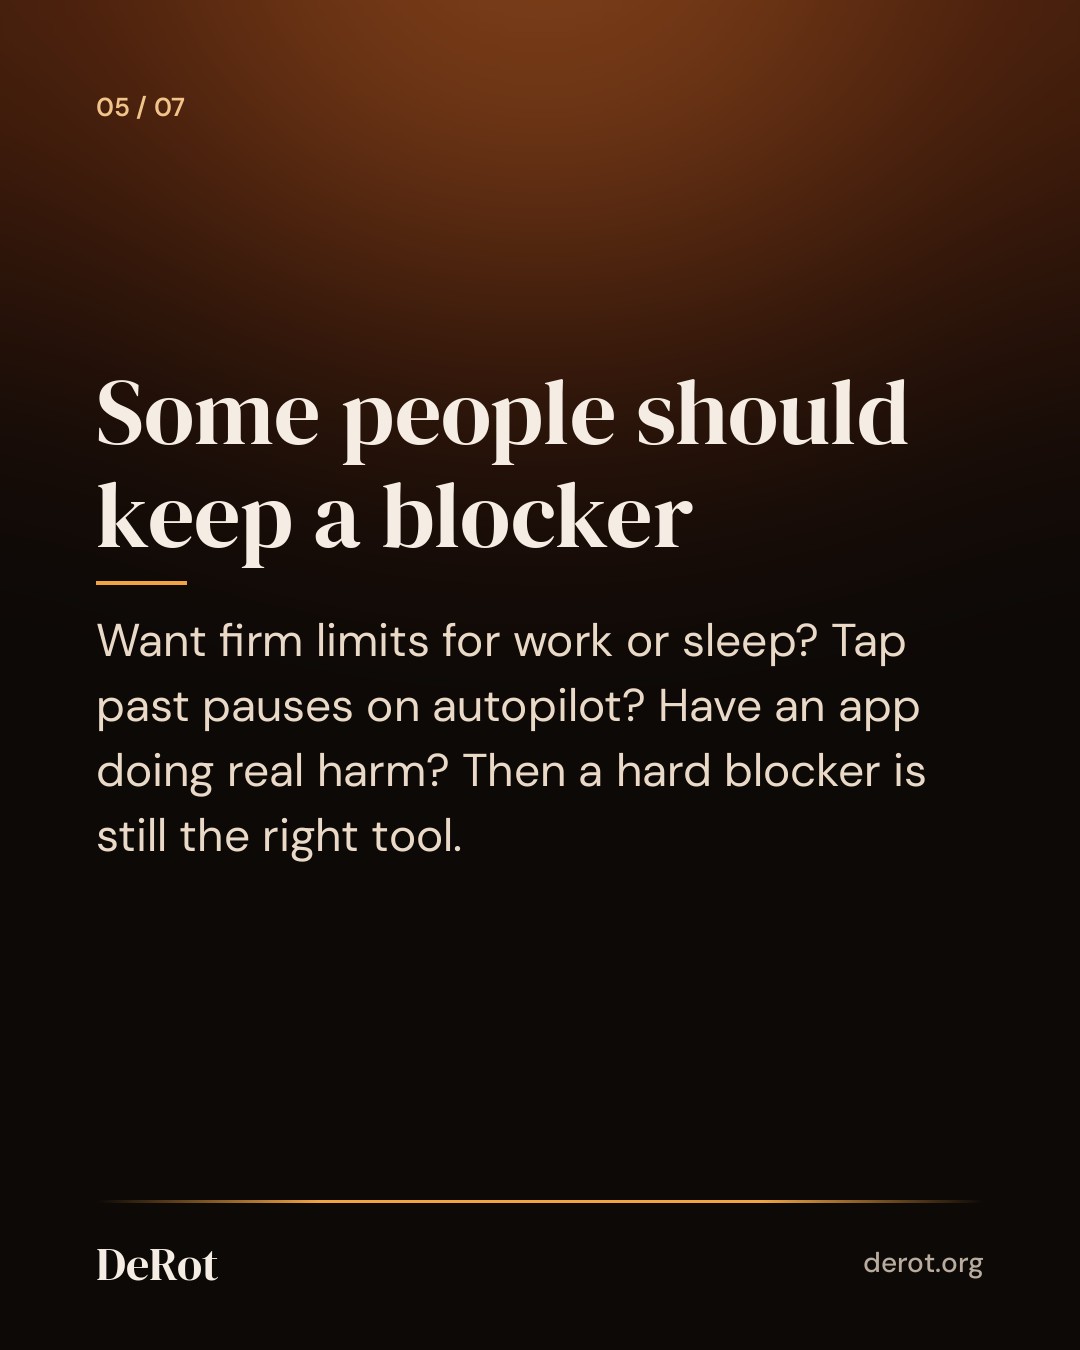 05 / 07
Some people should
keep a blocker
Want firm limits for work or sleep? Tap
past pauses on autopilot? Have an app
doing real harm? Then a hard blocker is
still the right tool.
DeRot
derot.org